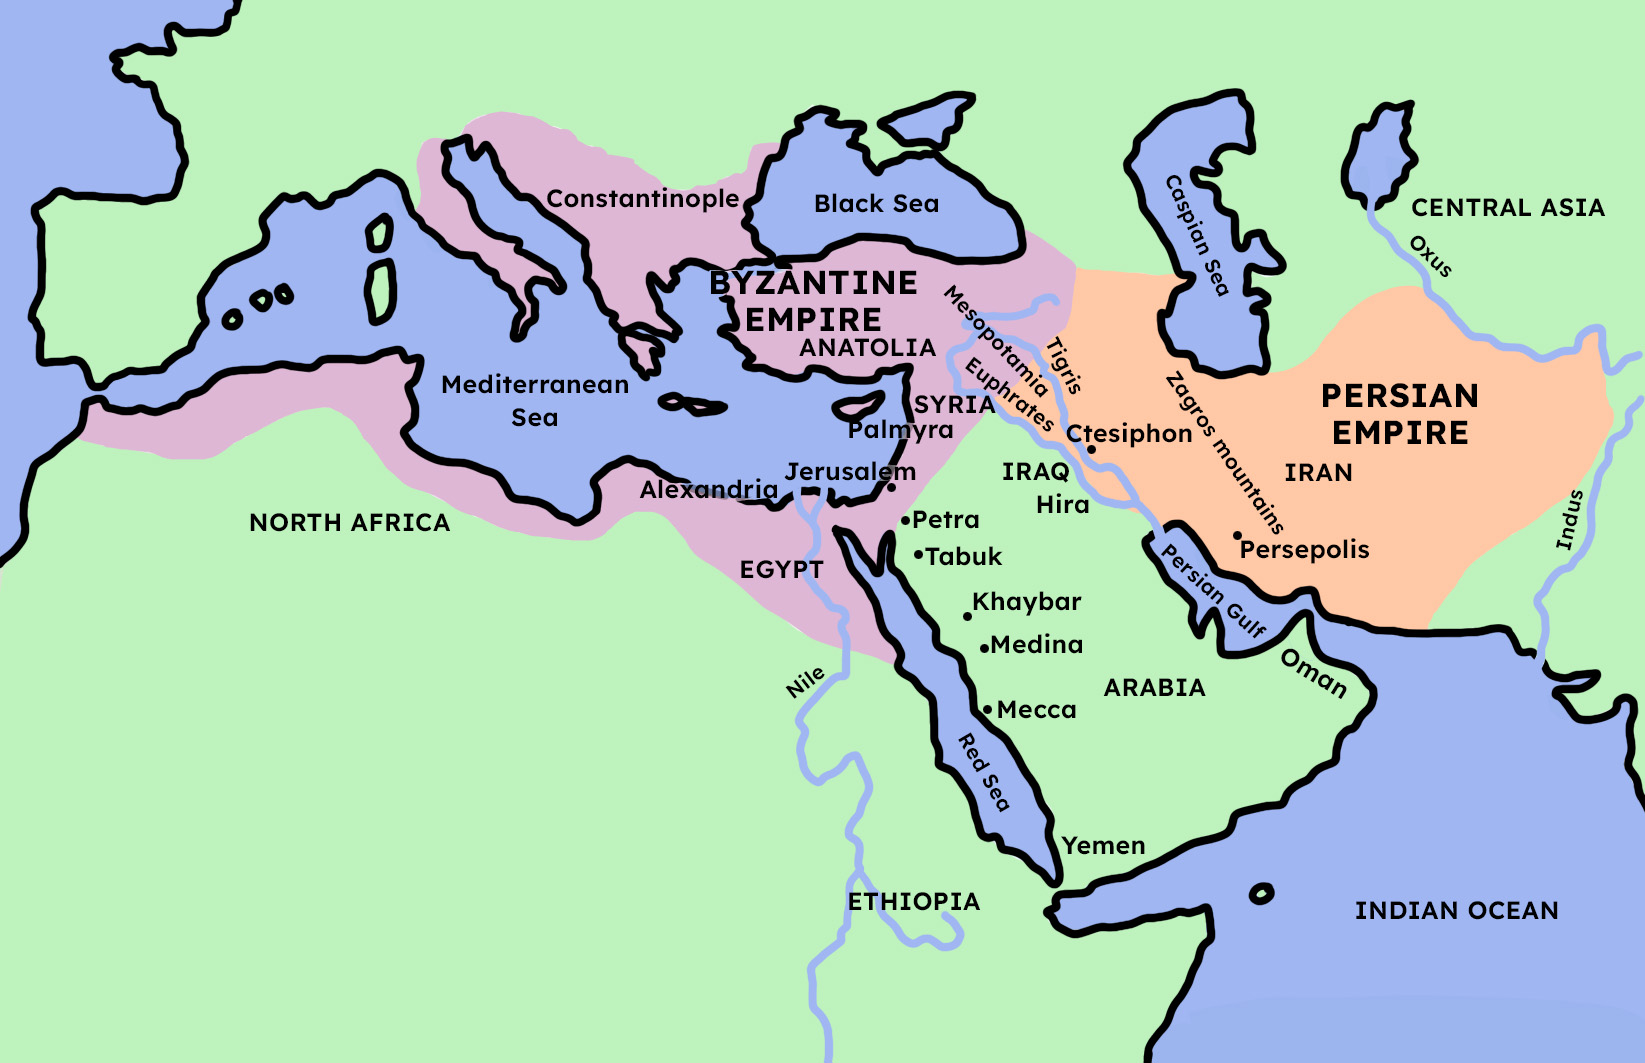 Constantinople
Black Sea
Caspian Sea
CENTRAL ASIA
Oxus
BYZANTINE
EMPIRE
ANATOLIA
Mesopotamia
Tigris
Euphrates
Zagros mountains
PERSIAN
EMPIRE
IRAN
Mediterranean
Sea
SYRIA
Palmyra
Ctesiphon
Jerusalem
IRAQ
Alexandria
Hira
NORTH AFRICA
Petra
Indus
Tabuk
Persepolis
EGYPT
Khaybar
Persian Gulf
Medina
Nile
ARABIA
Oman
Mecca
Red Sea
Yemen
ETHIOPIA
INDIAN OCEAN